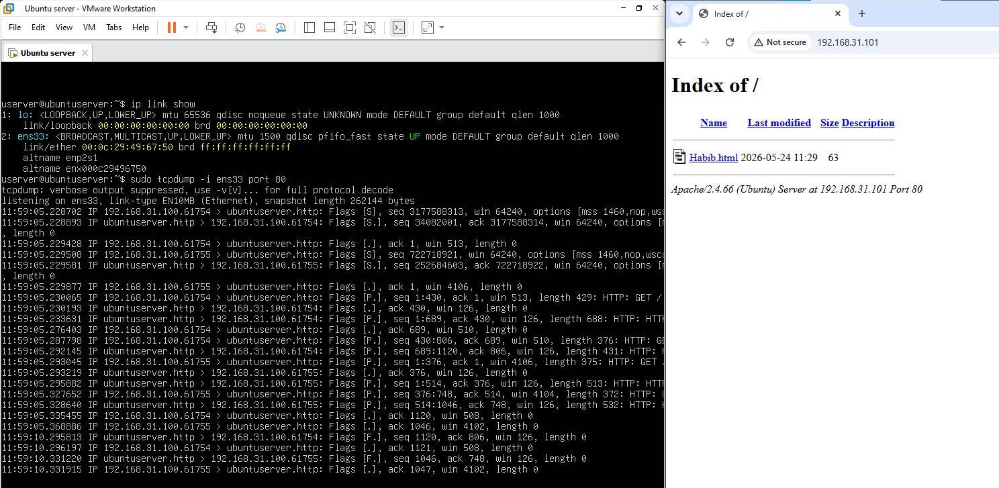 Ubuntu server - VMware Workstation
File Edit View VM Tabs Help
Ubuntu server
userver@ubuntuserver:~$ ip link show
1: lo: <LOOPBACK,UP,LOWER_UP> mtu 65536 qdisc noqueue state UNKNOWN mode DEFAULT group default qlen 1000
link/loopback 00:00:00:00:00:00 brd 00:00:00:00:00:00
2: ens33: <BROADCAST,MULTICAST,UP,LOWER_UP> mtu 1500 qdisc pfifo_fast state UP mode DEFAULT group default qlen 1000
link/ether 00:0c:29:49:67:50 brd ff:ff:ff:ff:ff:ff
altname enp2s1
altname enx000c29496750
userver@ubuntuserver:~$ sudo tcpdump -i ens33 port 80
tcpdump: verbose output suppressed, use -v[v]... for full protocol decode
listening on ens33, link-type EN10MB (Ethernet), snapshot length 262144 bytes
11:59:05.228702 IP 192.168.31.100.61754 > ubuntuserver.http: Flags [S], seq 3177588313, win 64240, options [mss 1460,nop,wsc
11:59:05.228893 IP ubuntuserver.http > 192.168.31.100.61754: Flags [S.], seq 34082001, ack 3177588314, win 64240, options [m
, length 0
11:59:05.229428 IP 192.168.31.100.61754 > ubuntuserver.http: Flags [.], ack 1, win 513, length 0
11:59:05.229508 IP 192.168.31.100.61755 > ubuntuserver.http: Flags [S], seq 722718921, win 64240, options [mss 1460,nop,wsca
11:59:05.229581 IP ubuntuserver.http > 192.168.31.100.61755: Flags [S.], seq 252684603, ack 722718922, win 64240, options [m
, length 0
11:59:05.229877 IP 192.168.31.100.61755 > ubuntuserver.http: Flags [.], ack 1, win 4106, length 0
11:59:05.230065 IP 192.168.31.100.61754 > ubuntuserver.http: Flags [P.], seq 1:430, ack 1, win 513, length 429: HTTP: GET /
11:59:05.230193 IP ubuntuserver.http > 192.168.31.100.61754: Flags [.], ack 430, win 126, length 0
11:59:05.233631 IP ubuntuserver.http > 192.168.31.100.61754: Flags [P.], seq 1:689, ack 430, win 126, length 688: HTTP: HTT
11:59:05.276403 IP 192.168.31.100.61754 > ubuntuserver.http: Flags [.], ack 689, win 510, length 0
11:59:05.287798 IP 192.168.31.100.61754 > ubuntuserver.http: Flags [P.], seq 430:806, ack 689, win 510, length 376: HTTP: GE
11:59:05.292145 IP ubuntuserver.http > 192.168.31.100.61754: Flags [P.], seq 689:1120, ack 806, win 126, length 431: HTTP:
11:59:05.293045 IP 192.168.31.100.61755 > ubuntuserver.http: Flags [P.], seq 1:376, ack 1, win 4106, length 375: HTTP: GET /
11:59:05.293219 IP ubuntuserver.http > 192.168.31.100.61755: Flags [.], ack 376, win 126, length 0
11:59:05.295882 IP ubuntuserver.http > 192.168.31.100.61755: Flags [P.], seq 1:514, ack 376, win 126, length 513: HTTP: HTT
11:59:05.327652 IP 192.168.31.100.61755 > ubuntuserver.http: Flags [P.], seq 376:748, ack 514, win 4104, length 372: HTTP:
11:59:05.328640 IP ubuntuserver.http > 192.168.31.100.61755: Flags [P.], seq 514:1046, ack 748, win 126, length 532: HTTP:
11:59:05.335455 IP 192.168.31.100.61754 > ubuntuserver.http: Flags [.], ack 1120, win 508, length 0
11:59:05.368886 IP 192.168.31.100.61755 > ubuntuserver.http: Flags [.], ack 1046, win 4102, length 0
11:59:10.295813 IP ubuntuserver.http > 192.168.31.100.61754: Flags [F.], seq 1120, ack 806, win 126, length 0
11:59:10.296197 IP 192.168.31.100.61754 > ubuntuserver.http: Flags [.], ack 1121, win 508, length 0
11:59:10.331220 IP ubuntuserver.http > 192.168.31.100.61755: Flags [F.], seq 1046, ack 748, win 126, length 0
11:59:10.331915 IP 192.168.31.100.61755 > ubuntuserver.http: Flags [.], ack 1047, win 4102, length 0
Index of /
Not secure 192.168.31.101
Index of /
Name Last modified Size Description
Habib.html 2026-05-24 11:29 63
Apache/2.4.66 (Ubuntu) Server at 192.168.31.101 Port 80